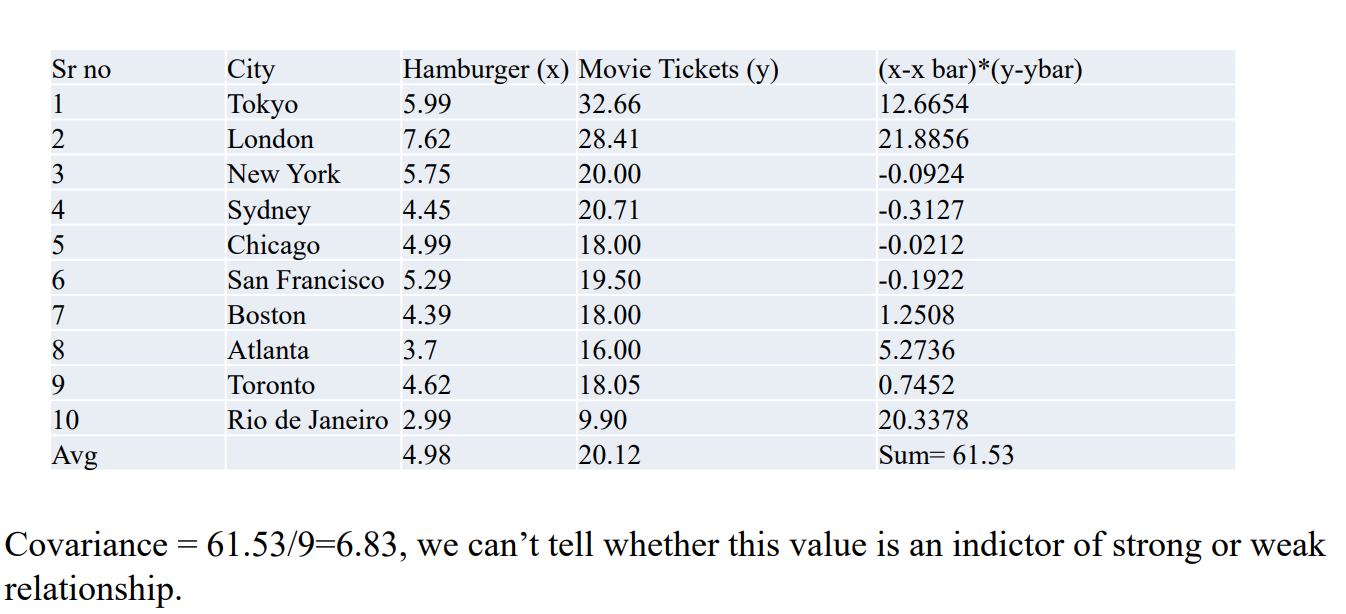 Sr no City Hamburger (x) Movie Tickets (y) (x-x bar)*(y-ybar)
1 Tokyo 5.99 32.66 12.6654
2 London 7.62 28.41 21.8856
3 New York 5.75 20.00 -0.0924
4 Sydney 4.45 20.71 -0.3127
5 Chicago 4.99 18.00 -0.0212
6 San Francisco 5.29 19.50 -0.1922
7 Boston 4.39 18.00 1.2508
8 Atlanta 3.7 16.00 5.2736
9 Toronto 4.62 18.05 0.7452
10 Rio de Janeiro 2.99 9.90 20.3378
Avg 4.98 20.12 Sum= 61.53
Covariance = 61.53/9=6.83, we can’t tell whether this value is an indictor of strong or weak
relationship.